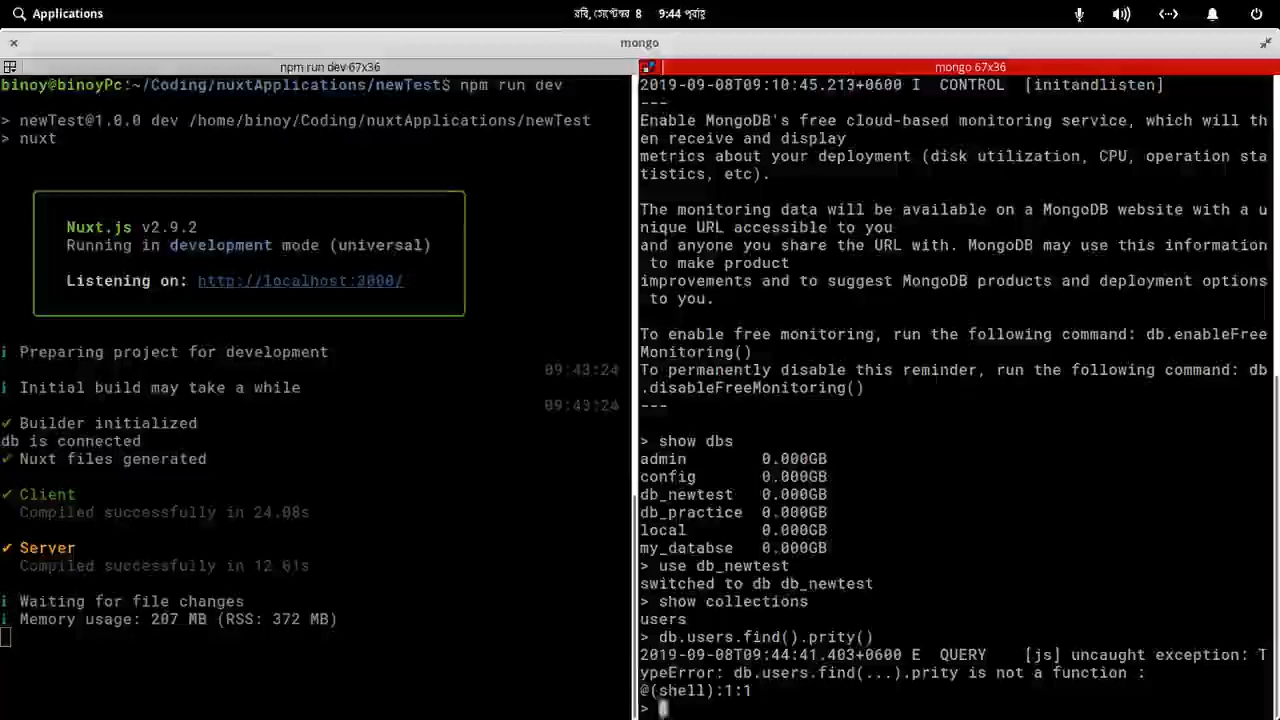 Applications
রবি, সেপ্টেম্বর 8 9:44 পূর্বাহ্ণ
mongo
npm run dev 67x36
binoy@binoyPc:~/Coding/nuxtApplications/newTest$ npm run dev
> newTest@1.0.0 dev /home/binoy/Coding/nuxtApplications/newTest
> nuxt
Nuxt.js v2.9.2
Running in development mode (universal)
Listening on: http://localhost:3000/
i Preparing project for development
09:43:24
i Initial build may take a while
09:43:24
✓ Builder initialized
db is connected
✓ Nuxt files generated
✓ Client
Compiled successfully in 24.08s
✓ Server
Compiled successfully in 12.01s
i Waiting for file changes
i Memory usage: 207 MB (RSS: 372 MB)
mongo 67x36
2019-09-08T09:10:45.213+0600 I  CONTROL  [initandlisten]
---
Enable MongoDB's free cloud-based monitoring service, which will th
en receive and display
metrics about your deployment (disk utilization, CPU, operation sta
tistics, etc).
The monitoring data will be available on a MongoDB website with a u
nique URL accessible to you
and anyone you share the URL with. MongoDB may use this information
to make product
improvements and to suggest MongoDB products and deployment options
to you.
To enable free monitoring, run the following command: db.enableFree
Monitoring()
To permanently disable this reminder, run the following command: db
.disableFreeMonitoring()
---
> show dbs
admin 0.000GB
config 0.000GB
db_newtest 0.000GB
db_practice 0.000GB
local 0.000GB
my_databse 0.000GB
> use db_newtest
switched to db db_newtest
> show collections
users
> db.users.find().prity()
2019-09-08T09:44:41.403+0600 E  QUERY    [js] uncaught exception: T
ypeError: db.users.find(...).prity is not a function :
@(shell):1:1
>